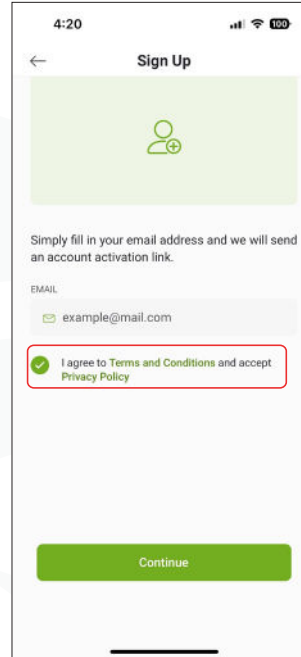 4:20
100
Sign Up
Simply fill in your email address and we will send
an account activation link.
EMAIL
example@mail.com
I agree to Terms and Conditions and accept
Privacy Policy
Continue